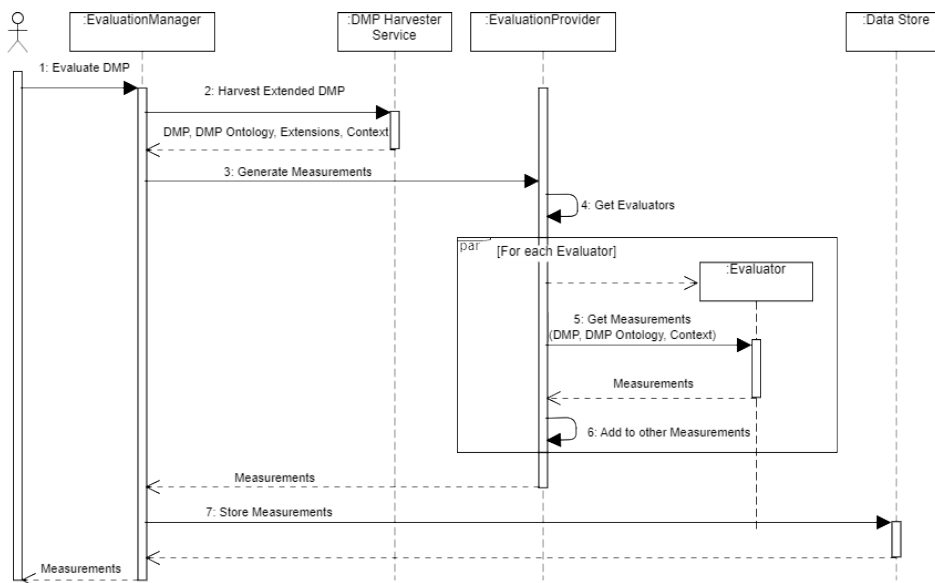 :EvaluationManager
:DMP Harvester
Service
:EvaluationProvider
:Data Store
1: Evaluate DMP
2: Harvest Extended DMP
DMP, DMP Ontology, Extensions, Context
3: Generate Measurements
4: Get Evaluators
par
[For each Evaluator]
:Evaluator
5: Get Measurements
(DMP, DMP Ontology, Context)
Measurements
6: Add to other Measurements
Measurements
7: Store Measurements
Measurements